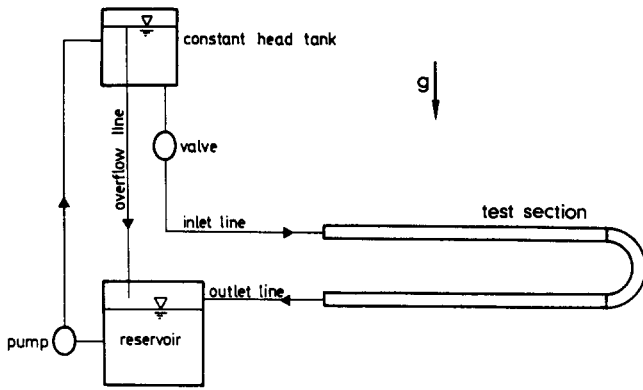 constant head tank
g
overflow line
valve
test section
inlet line
outlet line
pump
reservoir